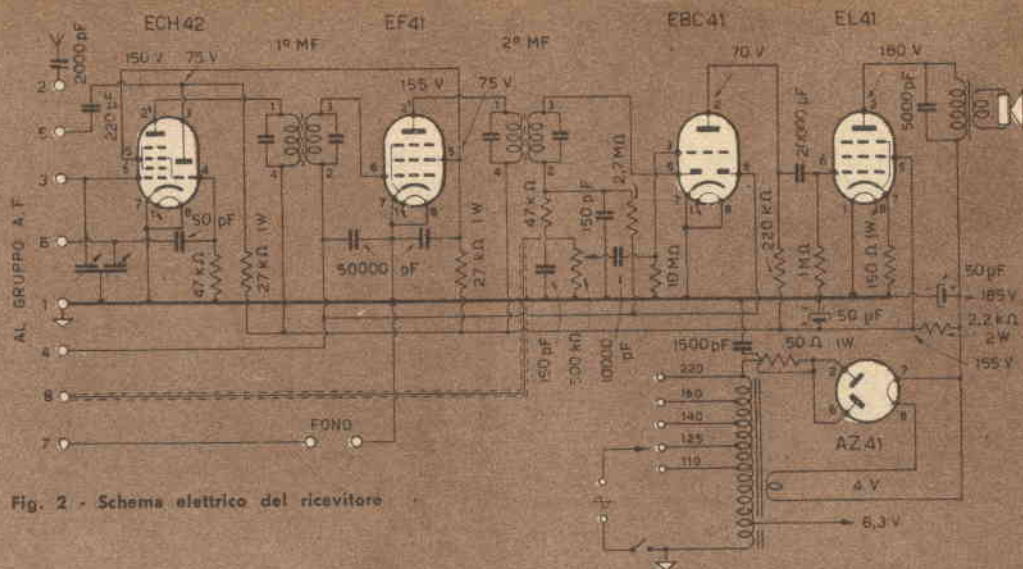 ECH42
EF41
EBC41
EL41
1º MF
2º MF
2000 pF
220 pF
150 V
75 V
155 V
75 V
70 V
180 V
5000 pF
20000 pF
2
5
3
6
1
4
8
7
AL GRUPPO A.F.
50 pF
47 kΩ
27 kΩ 1W
50000 pF
27 kΩ 1W
47 kΩ
150 pF
2,7 MΩ
10 MΩ
220 kΩ
1 MΩ
150 Ω 1W
50 µF
185 V
2,2 kΩ
2W
155 V
150 pF
500 kΩ
10000 pF
1500 pF
50 µF
50 Ω 1W
220
160
140
125
110
FONO
AZ41
4 V
6,3 V
Fig. 2 - Schema elettrico del ricevitore